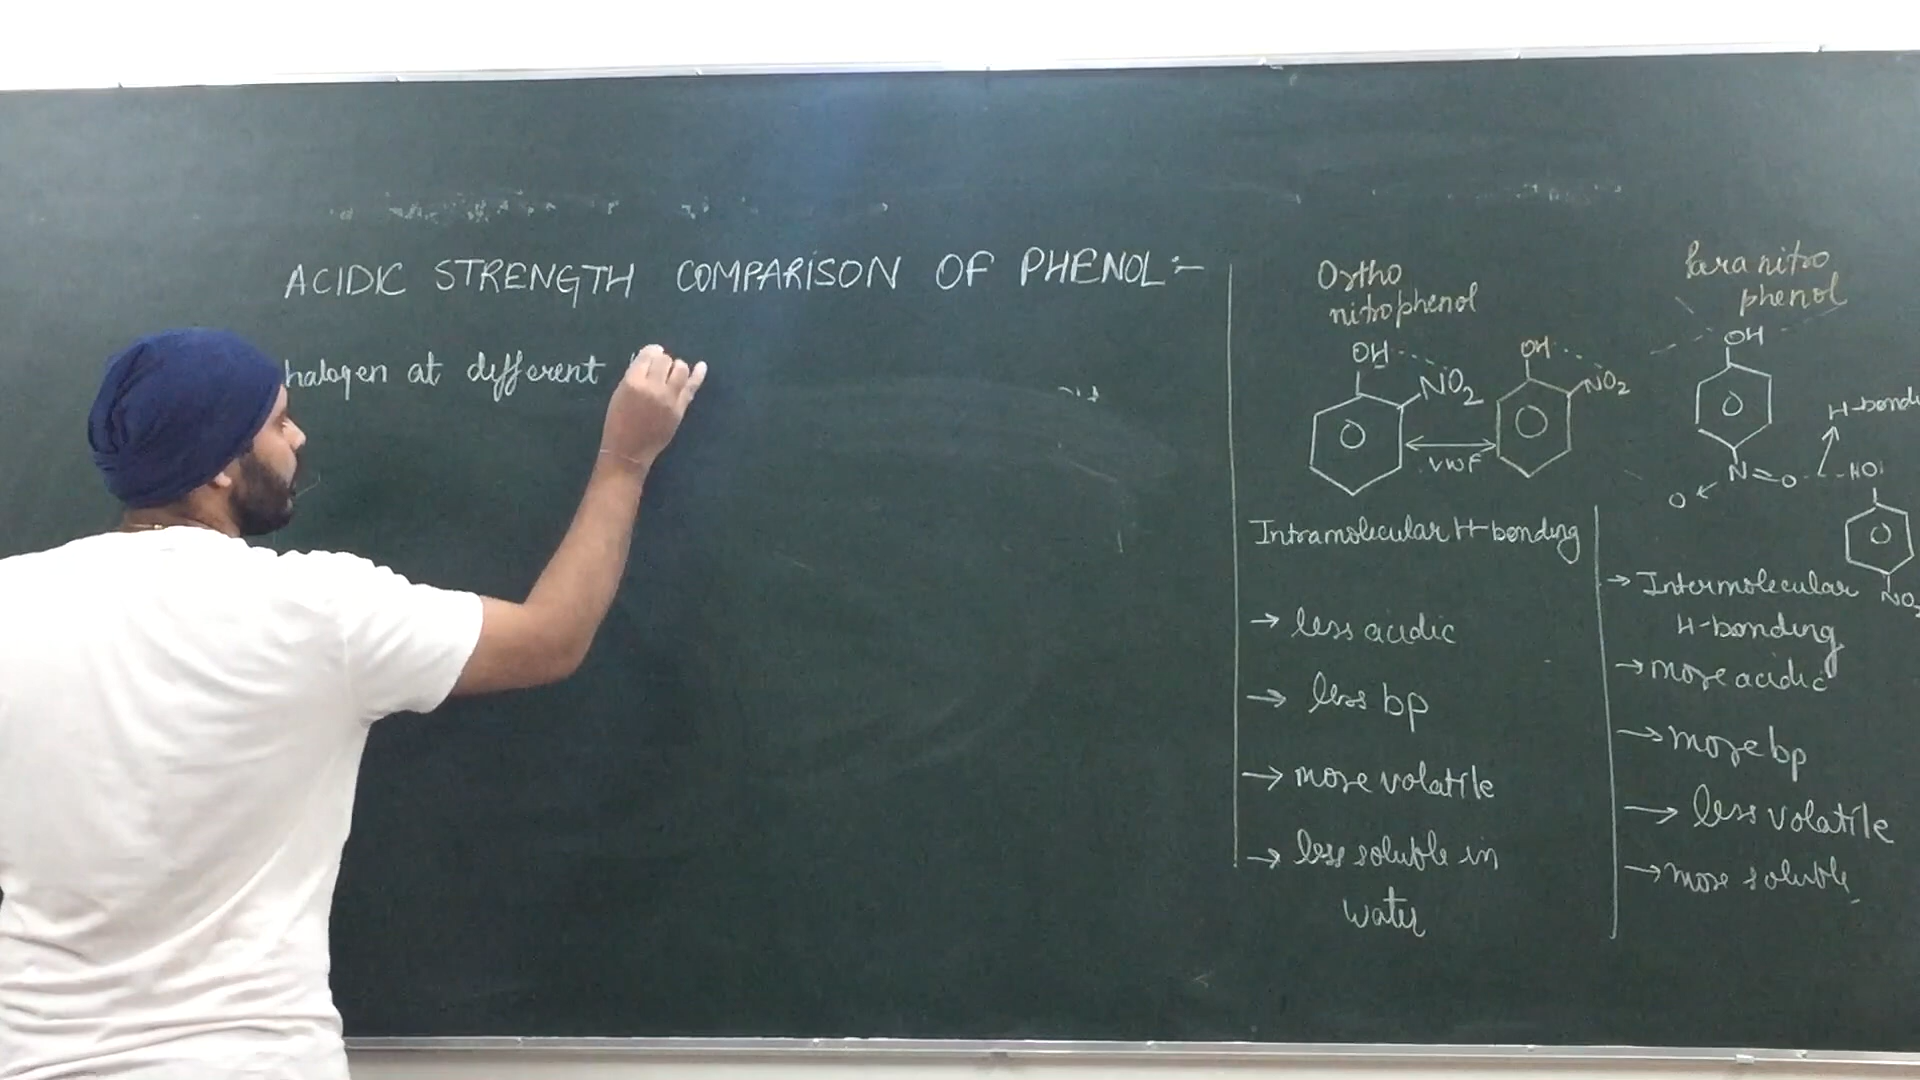 ACIDIC STRENGTH COMPARISON OF PHENOL :-
halogen at different
Ortho
nitrophenol
OH
NO2
OH
NO2
VWF
Intramolecular H-bonding
→ less acidic
→ less bp
→ more volatile
→ less soluble in
water
Para nitro
phenol
OH
H-bondi
N=O
HO
O
NO2
→ Intermolecular
H-bonding
→ more acidic
→ more bp
→ less volatile
→ more soluble